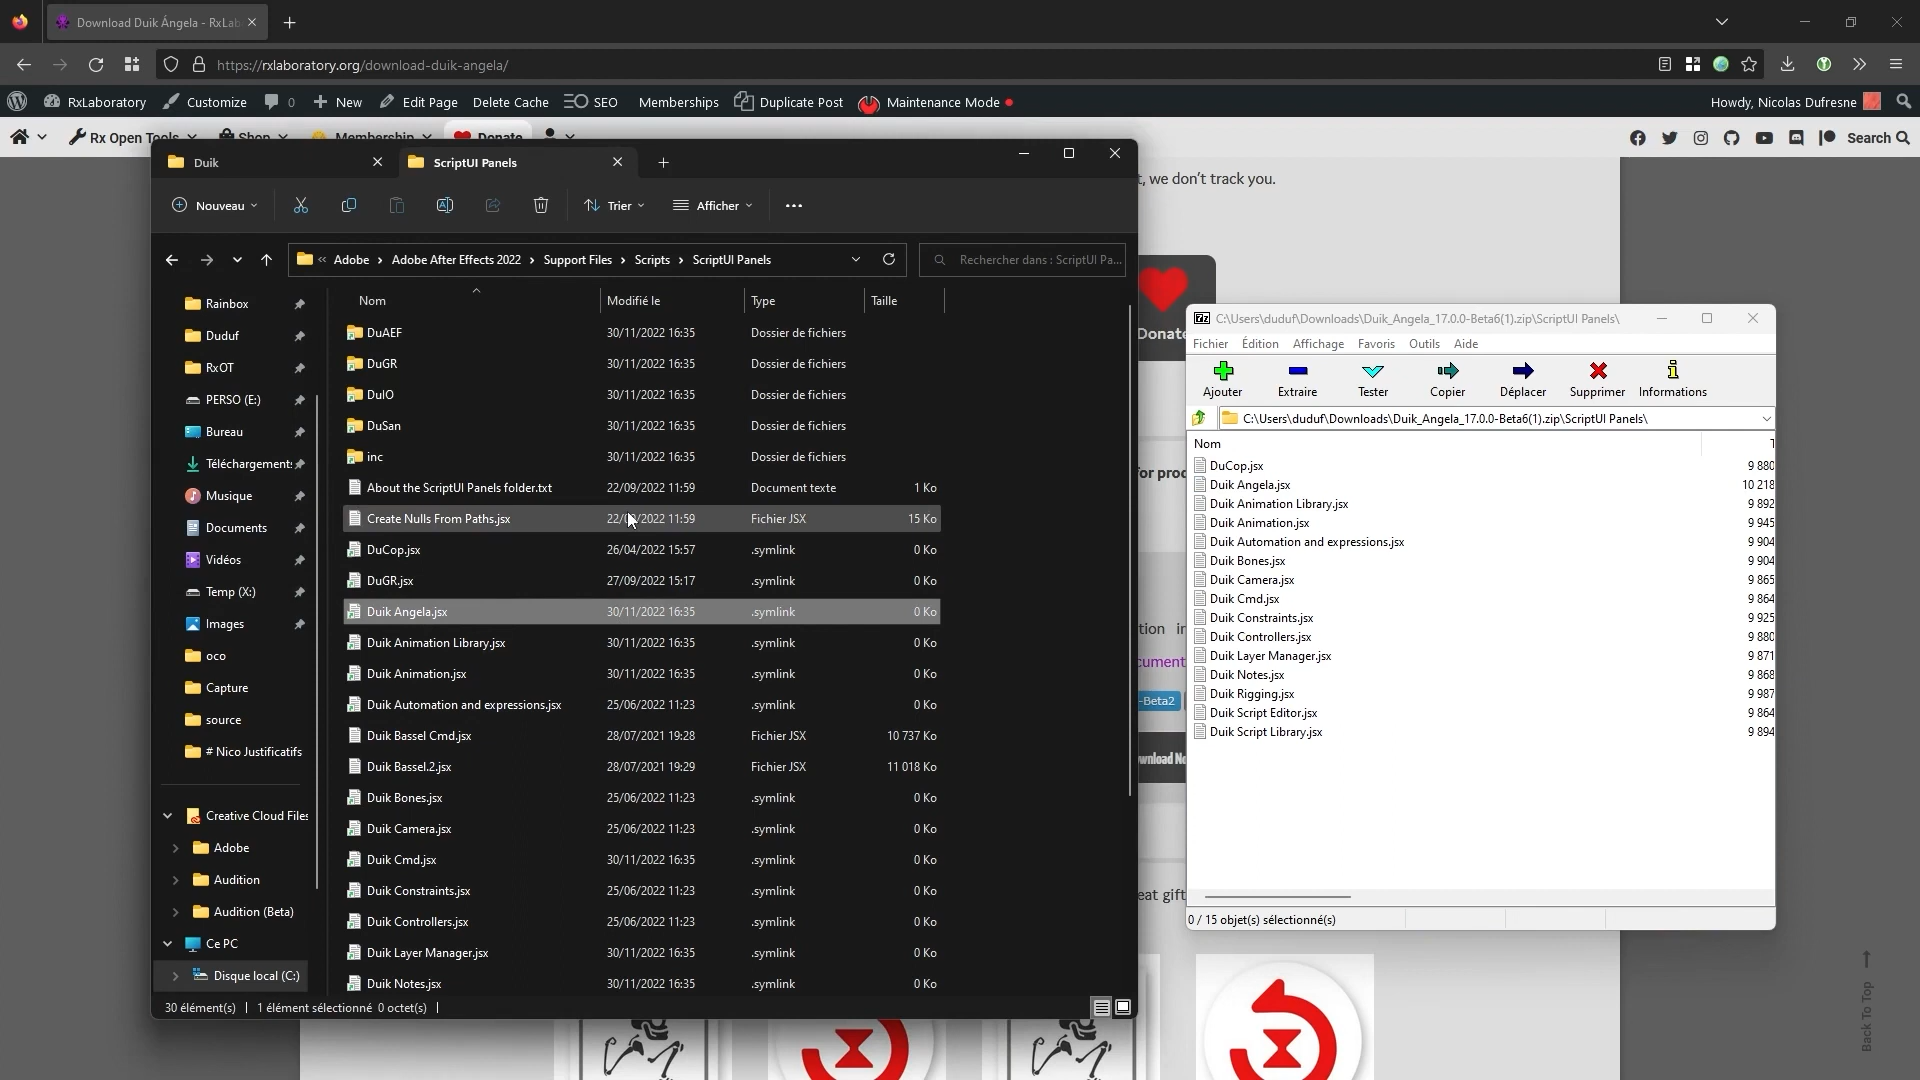 Download Duik Ángela - RxLab
https://rxlaboratory.org/download-duik-angela/
RxLaboratory Customize 0 New Edit Page Delete Cache SEO Memberships Duplicate Post Maintenance Mode Howdy, Nicolas Dufresne
Rx Open Tools Shop Membership Donate Search
t, we don't track you.
Duik ScriptUI Panels
Nouveau Trier Afficher
Adobe › Adobe After Effects 2022 › Support Files › Scripts › ScriptUI Panels
Rechercher dans : ScriptUI Pa...
Rainbox
Duduf
RxOT
PERSO (E:)
Bureau
Téléchargement:
Musique
Documents
Vidéos
Temp (X:)
Images
oco
Capture
source
# Nico Justificatifs
Creative Cloud Files
Adobe
Audition
Audition (Beta)
Ce PC
Disque local (C:)
Nom Modifié le Type Taille
DuAEF 30/11/2022 16:35 Dossier de fichiers
DuGR 30/11/2022 16:35 Dossier de fichiers
DuIO 30/11/2022 16:35 Dossier de fichiers
DuSan 30/11/2022 16:35 Dossier de fichiers
inc 30/11/2022 16:35 Dossier de fichiers
About the ScriptUI Panels folder.txt 22/09/2022 11:59 Document texte 1 Ko
Create Nulls From Paths.jsx 22/ /2022 11:59 Fichier JSX 15 Ko
DuCop.jsx 26/04/2022 15:57 .symlink 0 Ko
DuGR.jsx 27/09/2022 15:17 .symlink 0 Ko
Duik Angela.jsx 30/11/2022 16:35 .symlink 0 Ko
Duik Animation Library.jsx 30/11/2022 16:35 .symlink 0 Ko
Duik Animation.jsx 30/11/2022 16:35 .symlink 0 Ko
Duik Automation and expressions.jsx 25/06/2022 11:23 .symlink 0 Ko
Duik Bassel Cmd.jsx 28/07/2021 19:28 Fichier JSX 10 737 Ko
Duik Bassel.2.jsx 28/07/2021 19:29 Fichier JSX 11 018 Ko
Duik Bones.jsx 25/06/2022 11:23 .symlink 0 Ko
Duik Camera.jsx 25/06/2022 11:23 .symlink 0 Ko
Duik Cmd.jsx 30/11/2022 16:35 .symlink 0 Ko
Duik Constraints.jsx 25/06/2022 11:23 .symlink 0 Ko
Duik Controllers.jsx 25/06/2022 11:23 .symlink 0 Ko
Duik Layer Manager.jsx 30/11/2022 16:35 .symlink 0 Ko
Duik Notes.jsx 30/11/2022 16:35 .symlink 0 Ko
30 élément(s) 1 élément sélectionné 0 octet(s)
Donate
for proc
tion in
cument
-Beta2
wnload No
eat gift
7z C:\Users\duduf\Downloads\Duik_Angela_17.0.0-Beta6(1).zip\ScriptUI Panels\
Fichier Édition Affichage Favoris Outils Aide
Ajouter Extraire Tester Copier Déplacer Supprimer Informations
C:\Users\duduf\Downloads\Duik_Angela_17.0.0-Beta6(1).zip\ScriptUI Panels\
Nom
DuCop.jsx 9 880
Duik Angela.jsx 10 218
Duik Animation Library.jsx 9 892
Duik Animation.jsx 9 945
Duik Automation and expressions.jsx 9 904
Duik Bones.jsx 9 904
Duik Camera.jsx 9 865
Duik Cmd.jsx 9 864
Duik Constraints.jsx 9 925
Duik Controllers.jsx 9 880
Duik Layer Manager.jsx 9 871
Duik Notes.jsx 9 868
Duik Rigging.jsx 9 987
Duik Script Editor.jsx 9 864
Duik Script Library.jsx 9 894
0 / 15 objet(s) sélectionné(s)
Back To Top